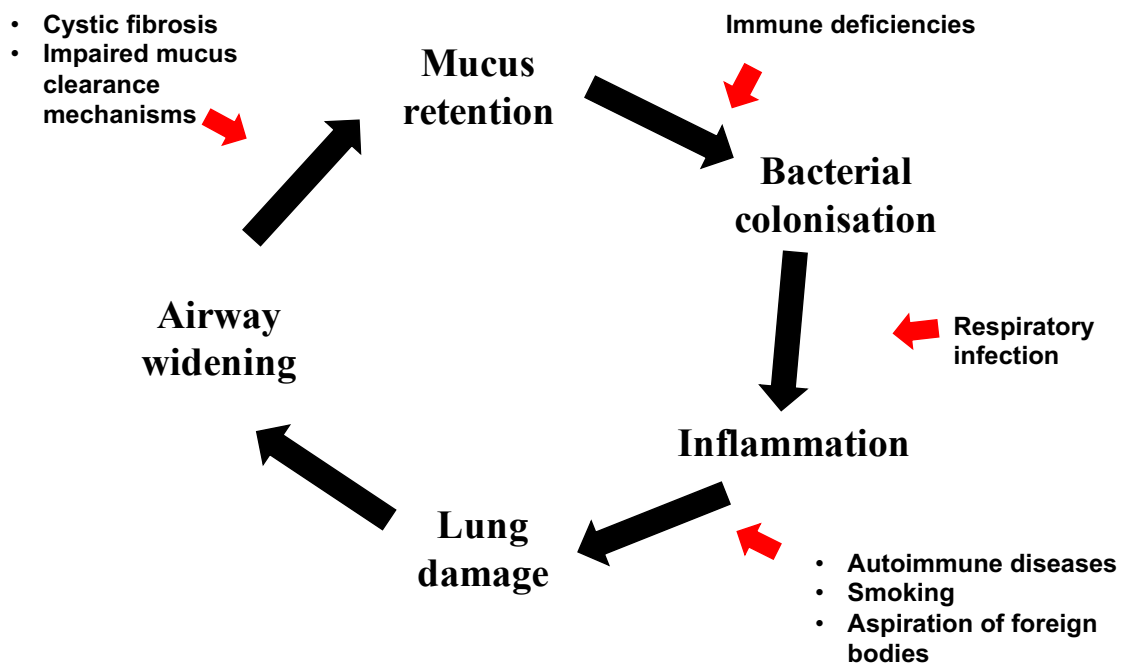 • Cystic fibrosis
• Impaired mucus
clearance
mechanisms
Immune deficiencies
Mucus
retention
Bacterial
colonisation
Respiratory
infection
Inflammation
• Autoimmune diseases
• Smoking
• Aspiration of foreign
bodies
Lung
damage
Airway
widening